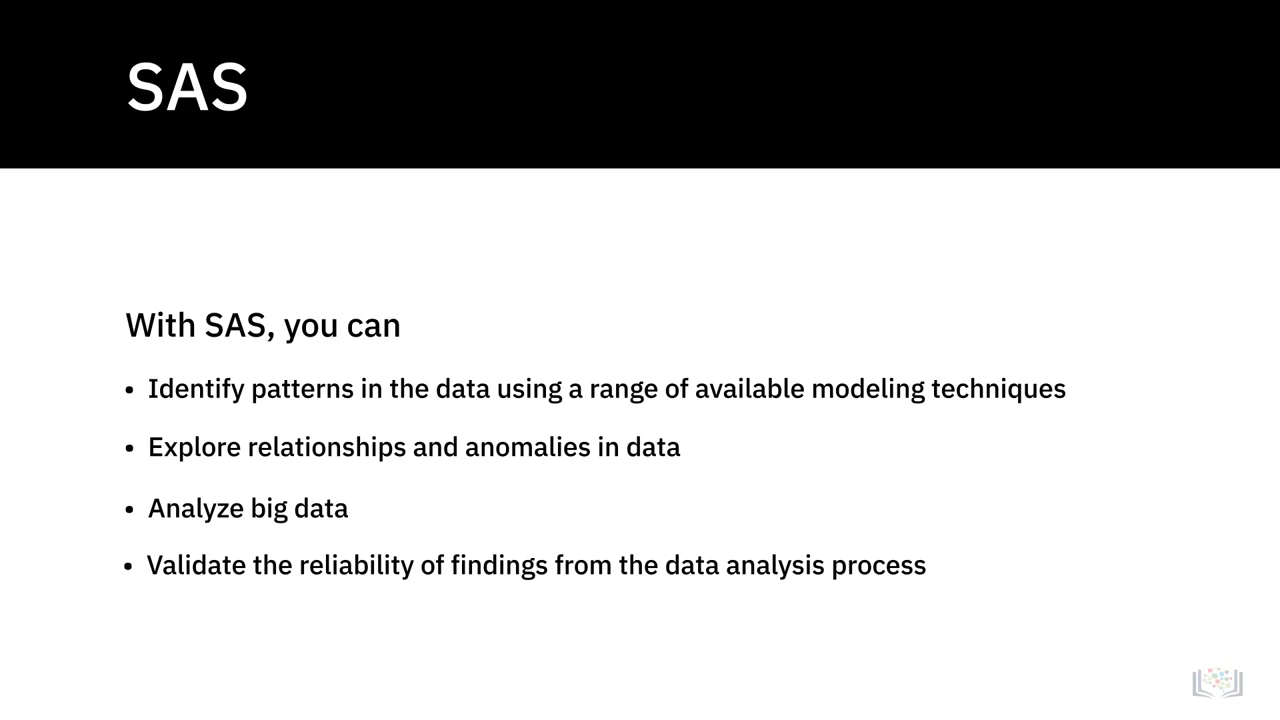 SAS
With SAS, you can
• Identify patterns in the data using a range of available modeling techniques
• Explore relationships and anomalies in data
• Analyze big data
• Validate the reliability of findings from the data analysis process